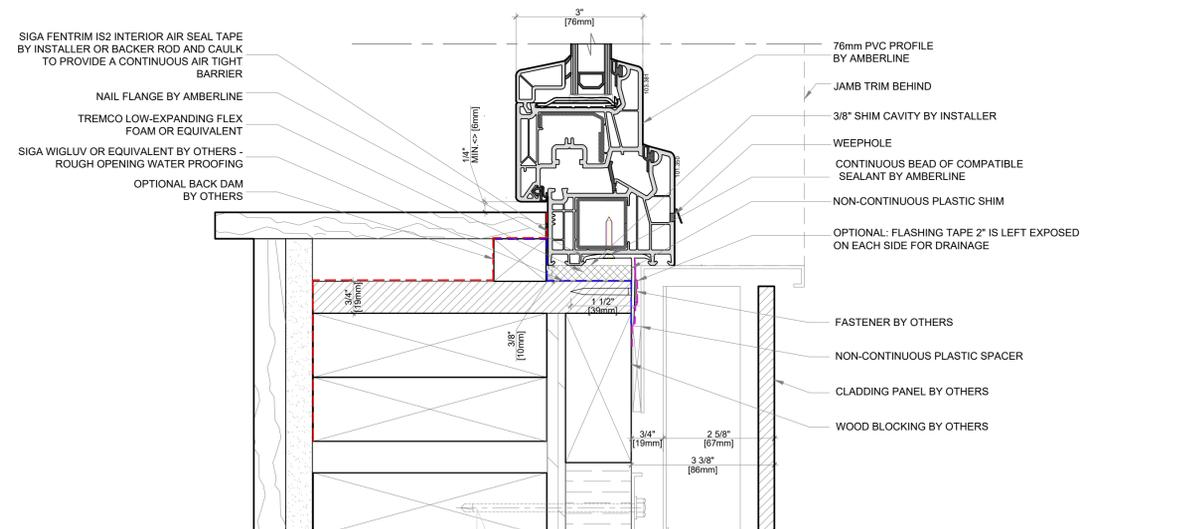 3"
[76mm]
SIGA FENTRIM IS2 INTERIOR AIR SEAL TAPE
BY INSTALLER OR BACKER ROD AND CAULK
TO PROVIDE A CONTINUOUS AIR TIGHT
BARRIER
NAIL FLANGE BY AMBERLINE
TREMCO LOW-EXPANDING FLEX
FOAM OR EQUIVALENT
SIGA WIGLUV OR EQUIVALENT BY OTHERS -
ROUGH OPENING WATER PROOFING
OPTIONAL BACK DAM
BY OTHERS
1/4"
MIN.<> [6mm]
103.381
101.350
76mm PVC PROFILE
BY AMBERLINE
JAMB TRIM BEHIND
3/8" SHIM CAVITY BY INSTALLER
WEEPHOLE
CONTINUOUS BEAD OF COMPATIBLE
SEALANT BY AMBERLINE
NON-CONTINUOUS PLASTIC SHIM
OPTIONAL: FLASHING TAPE 2" IS LEFT EXPOSED
ON EACH SIDE FOR DRAINAGE
3/4"
[19mm]
1 1/2"
[39mm]
3/8"
[10mm]
FASTENER BY OTHERS
NON-CONTINUOUS PLASTIC SPACER
CLADDING PANEL BY OTHERS
WOOD BLOCKING BY OTHERS
3/4"
[19mm]
2 5/8"
[67mm]
3 3/8"
[86mm]